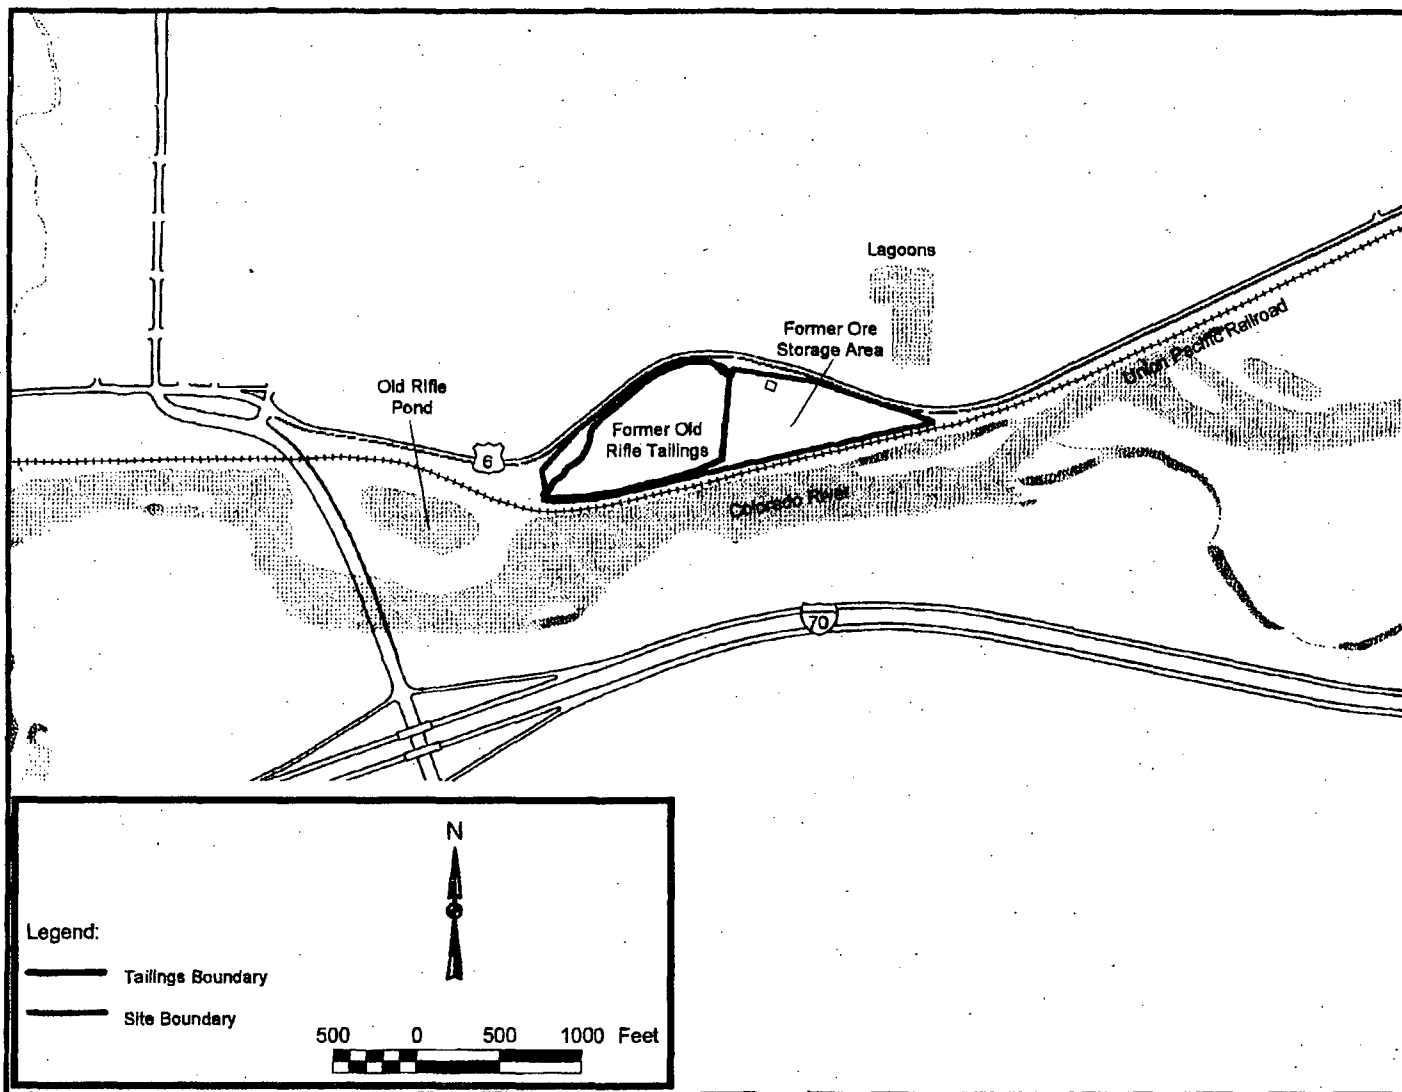 Lagoons
Former Ore
Storage Area
Union Pacific Railroad
Old Rifle
Pond
Former Old
Rifle Tailings
6
Colorado River
70
N
Legend:
Tailings Boundary
Site Boundary
500 0 500 1000 Feet